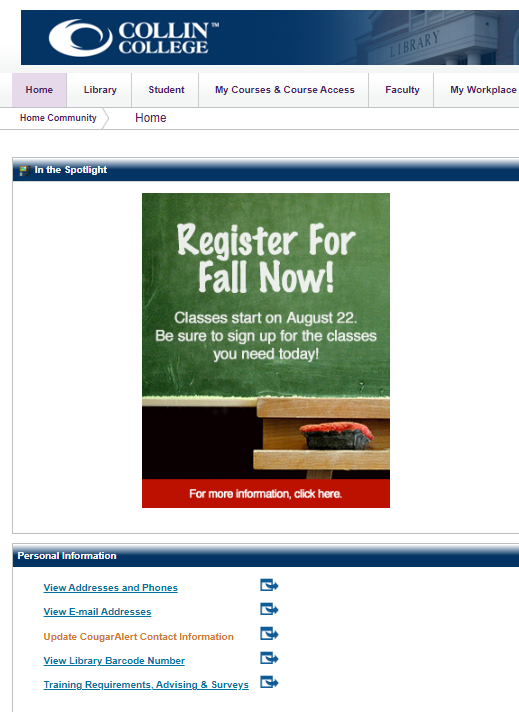 COLLIN™
COLLEGE
LIBRARY
Home
Library
Student
My Courses & Course Access
Faculty
My Workplace
Home Community
Home
In the Spotlight
Register For
Fall Now!
Classes start on August 22.
Be sure to sign up for the classes
you need today!
For more information, click here.
Personal Information
View Addresses and Phones
View E-mail Addresses
Update CougarAlert Contact Information
View Library Barcode Number
Training Requirements, Advising & Surveys